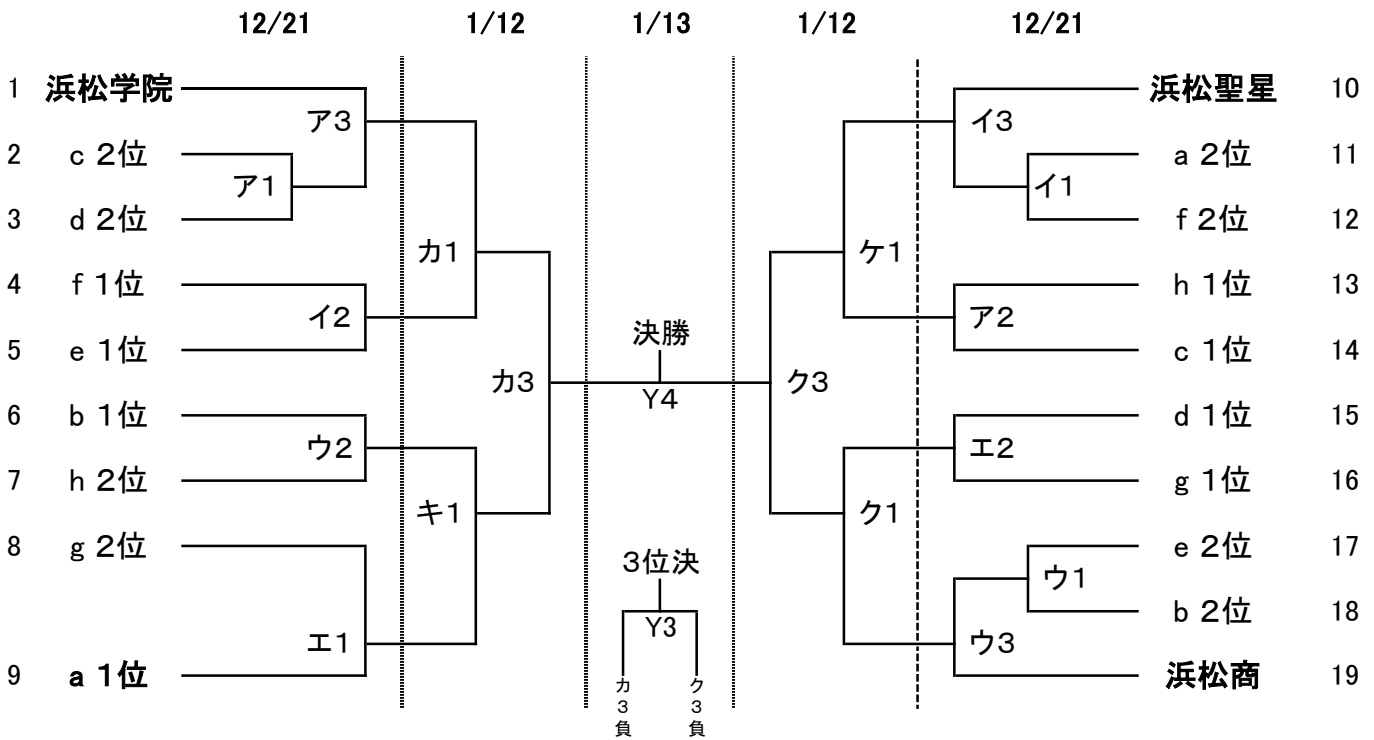 12/21 1/12 1/13 1/12 12/21
1 浜松学院 浜松聖星 10
ア3 イ3
2 c 2位 a 2位 11
ア1 イ1
3 d 2位 f 2位 12
カ1 ケ1
4 f 1位 h 1位 13
イ2 ア2
決勝
5 e 1位 c 1位 14
カ3 ク3
Y4
6 b 1位 d 1位 15
ウ2 エ2
7 h 2位 g 1位 16
キ1 ク1
8 g 2位 e 2位 17
3位決
ウ1
b 2位 18
Y3
エ1 ウ3
9 a 1位 浜松商 19
カ3負 ク3負